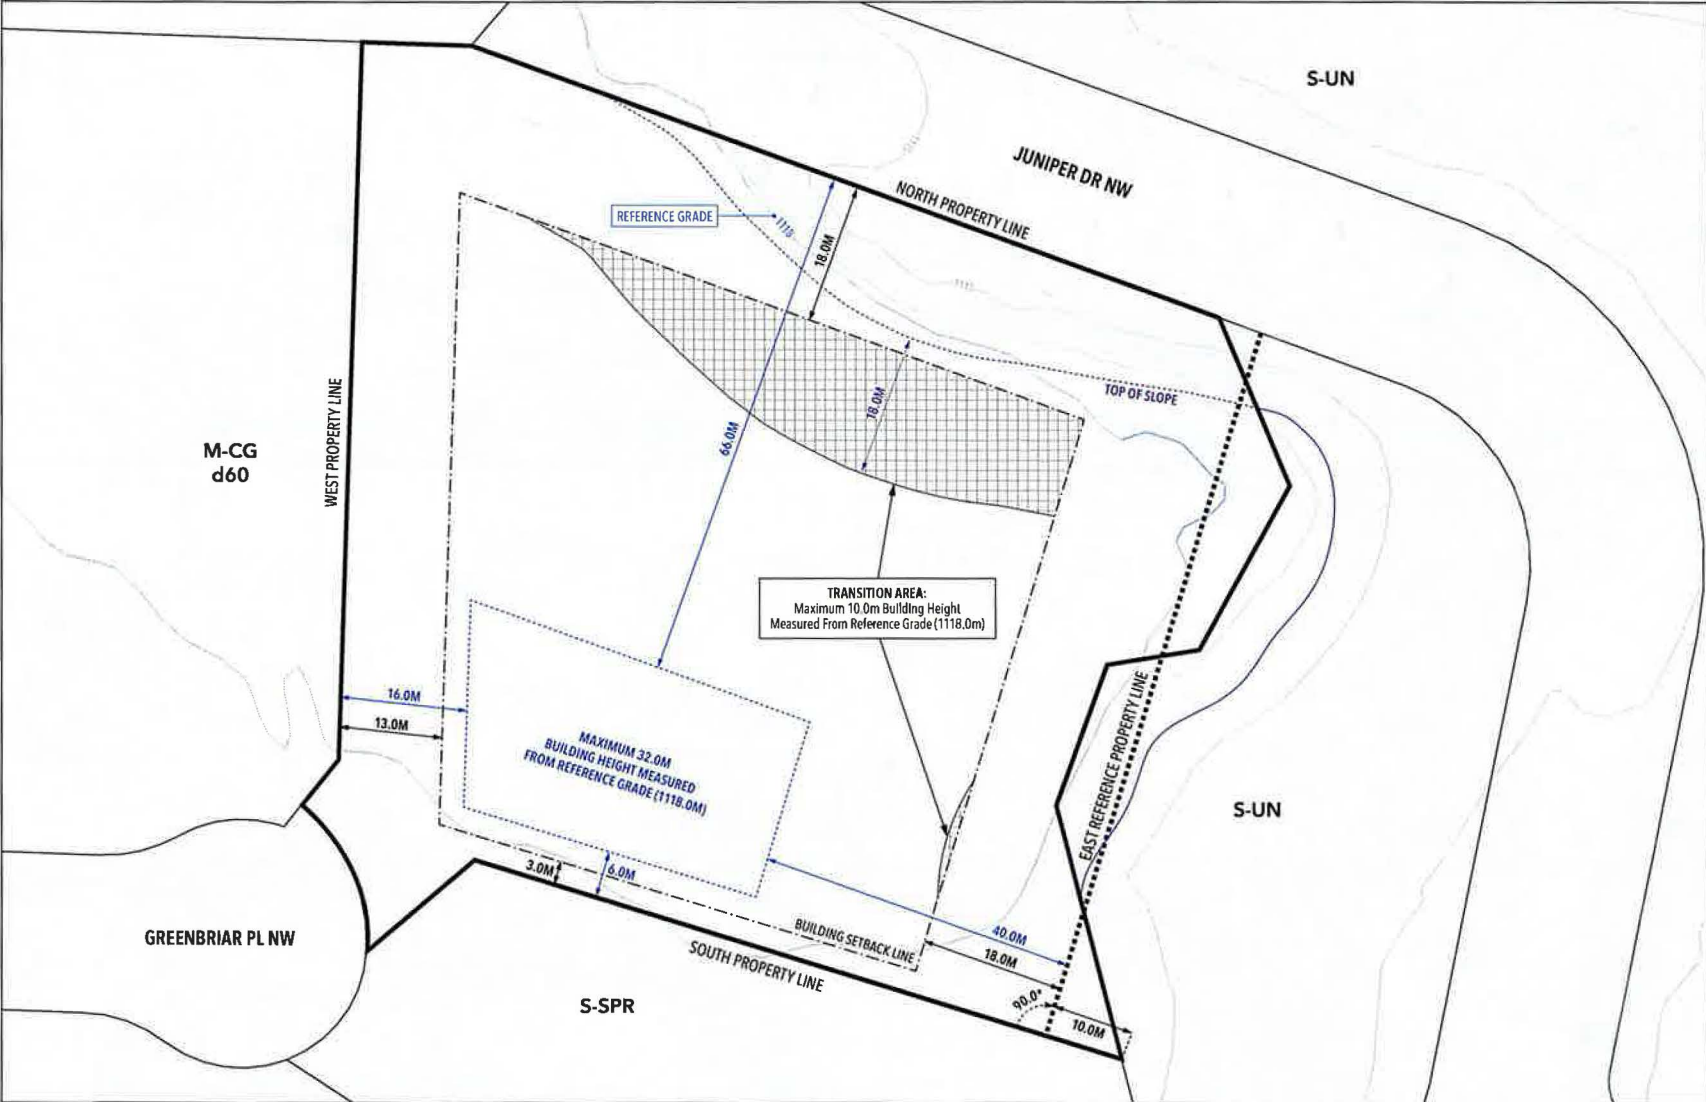 S-UN
JUNIPER DR NW
NORTH PROPERTY LINE
REFERENCE GRADE
1118
18.0M
TOP OF SLOPE
18.0M
66.0M
WEST PROPERTY LINE
M-CG
d60
TRANSITION AREA:
Maximum 10.0m Building Height
Measured From Reference Grade (1118.0m)
16.0M
13.0M
MAXIMUM 32.0M
BUILDING HEIGHT MEASURED
FROM REFERENCE GRADE (1118.0M)
EAST REFERENCE PROPERTY LINE
S-UN
3.0M
6.0M
BUILDING SETBACK LINE
SOUTH PROPERTY LINE
40.0M
18.0M
90.0°
10.0M
GREENBRIAR PL NW
S-SPR